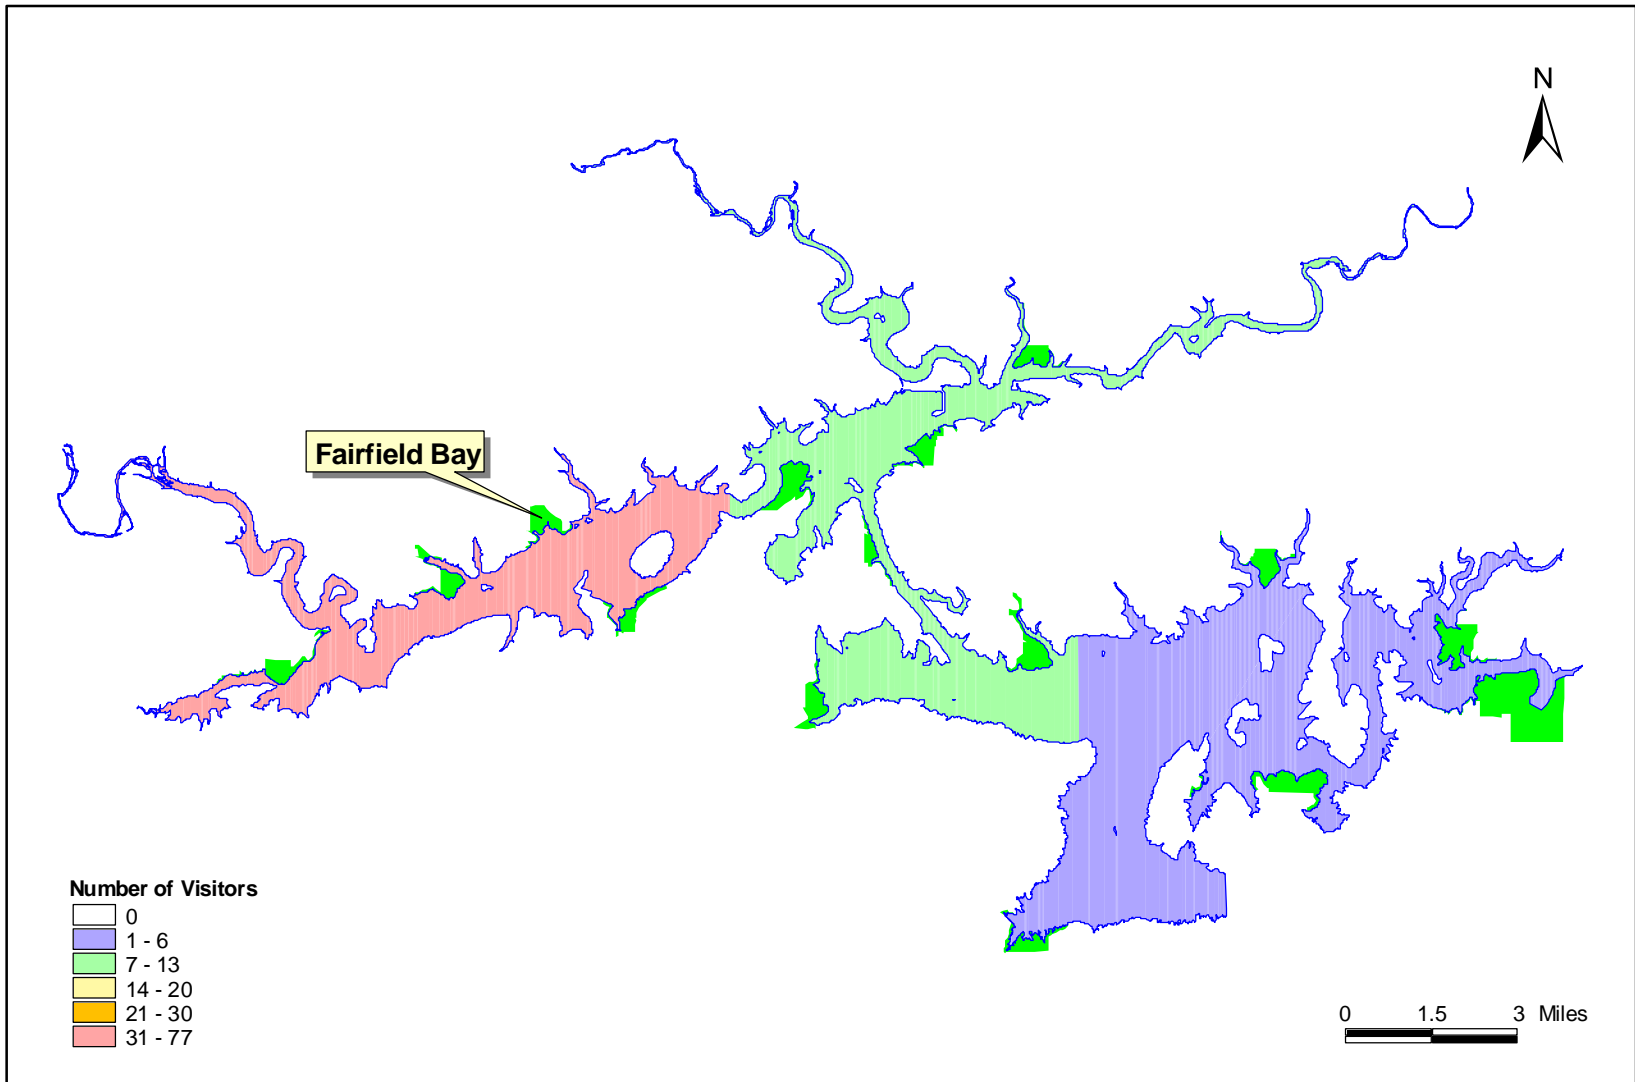 N
Fairfield Bay
Number of Visitors
0
1 - 6
7 - 13
14 - 20
21 - 30
31 - 77
0 1.5 3 Miles